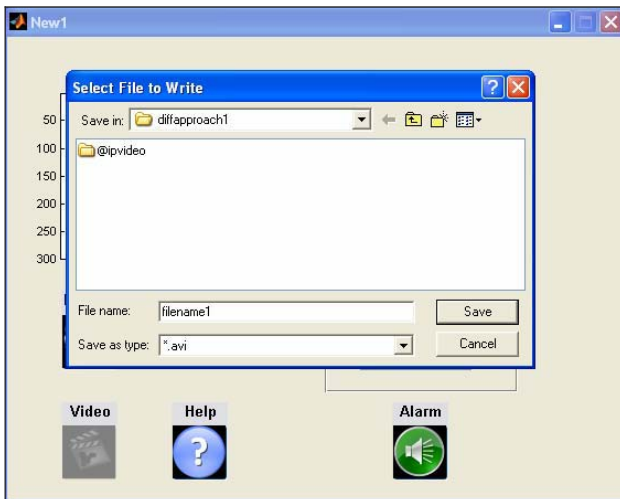 New1
Select File to Write
Save in: diffapproach1
@ipvideo
50
100
150
200
250
300
File name: filename1 Save
Save as type: *.avi Cancel
Video Help Alarm
?